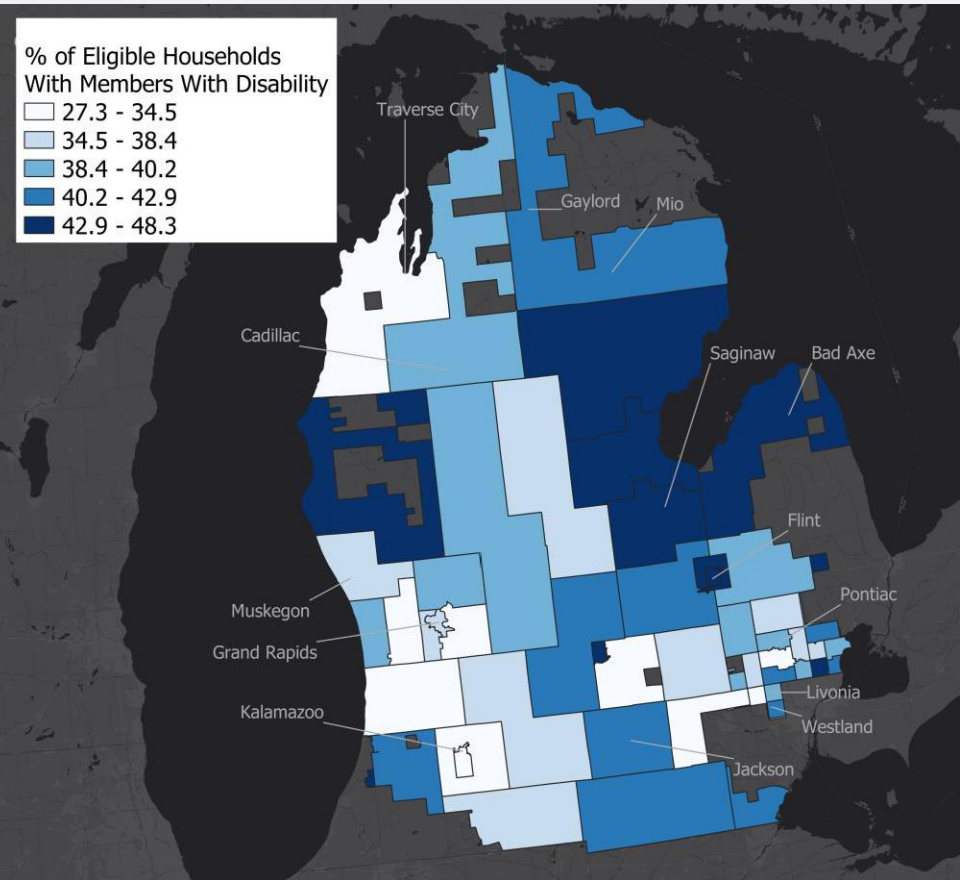 % of Eligible Households
With Members With Disability
27.3 - 34.5
34.5 - 38.4
38.4 - 40.2
40.2 - 42.9
42.9 - 48.3
Traverse City
Gaylord
Mio
Cadillac
Saginaw
Bad Axe
Flint
Pontiac
Muskegon
Grand Rapids
Livonia
Kalamazoo
Westland
Jackson